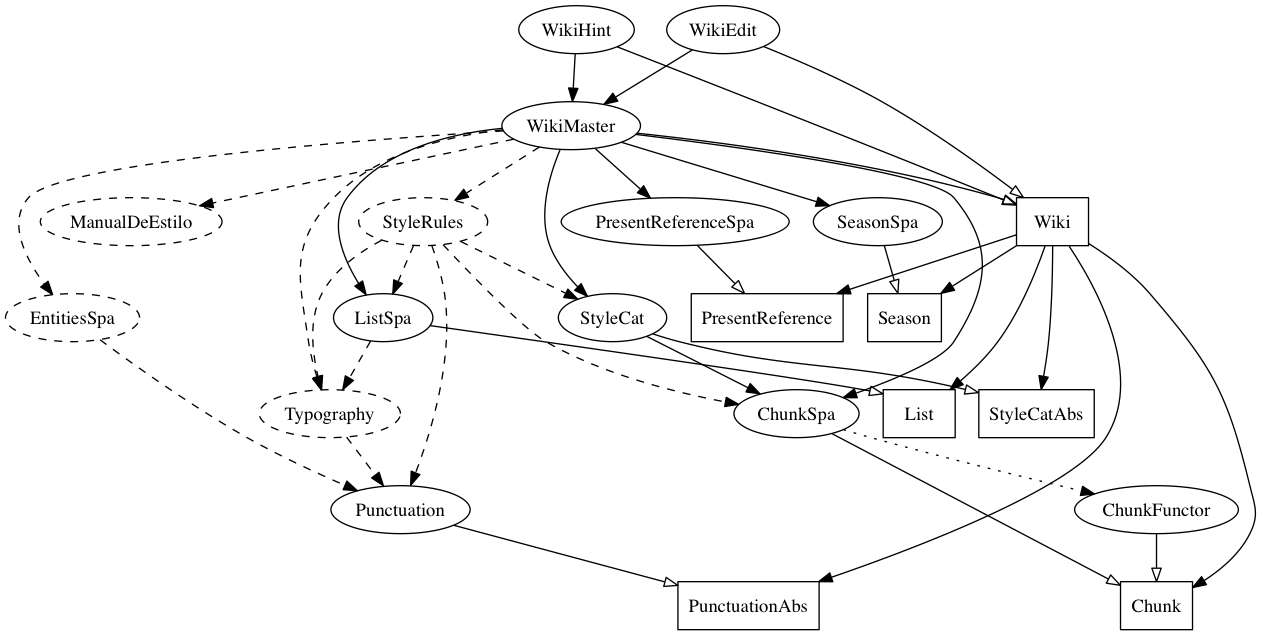 WikiHint
WikiEdit
WikiMaster
ManualDeEstilo
StyleRules
PresentReferenceSpa
SeasonSpa
Wiki
EntitiesSpa
ListSpa
StyleCat
PresentReference
Season
Typography
ChunkSpa
List
StyleCatAbs
Punctuation
ChunkFunctor
PunctuationAbs
Chunk